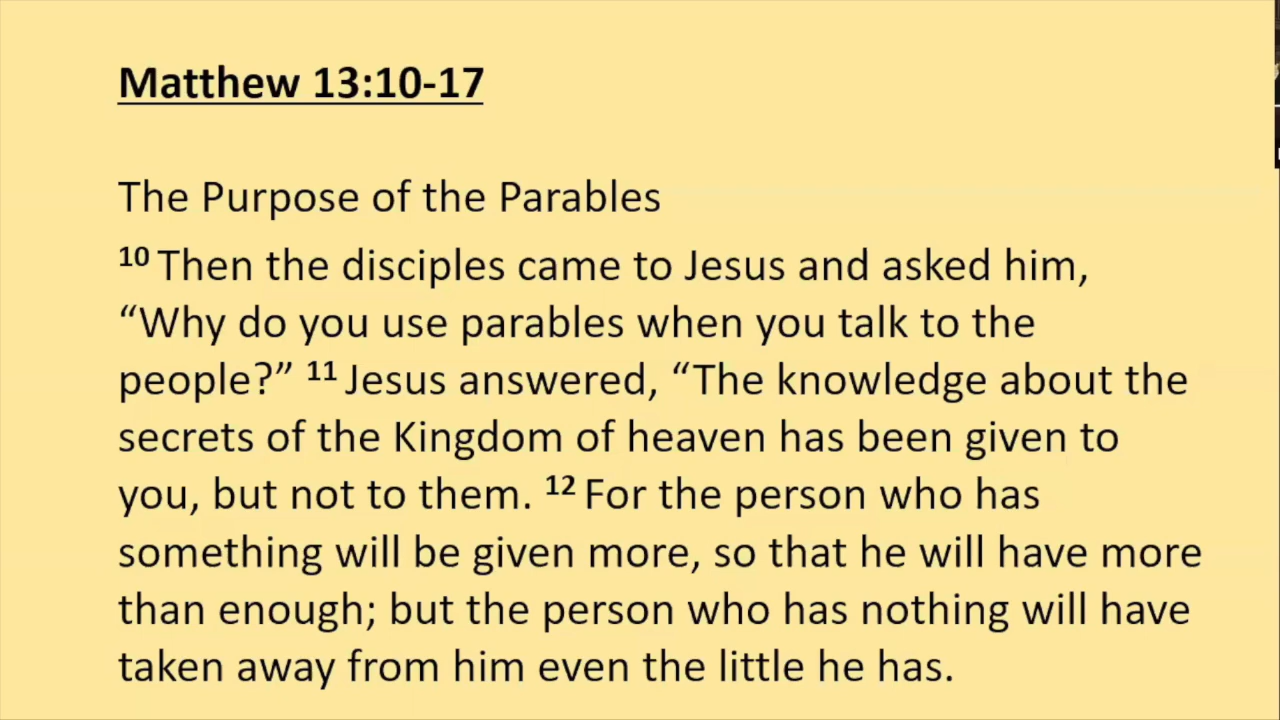 Matthew 13:10-17
The Purpose of the Parables
10 Then the disciples came to Jesus and asked him,
“Why do you use parables when you talk to the
people?” 11 Jesus answered, “The knowledge about the
secrets of the Kingdom of heaven has been given to
you, but not to them. 12 For the person who has
something will be given more, so that he will have more
than enough; but the person who has nothing will have
taken away from him even the little he has.